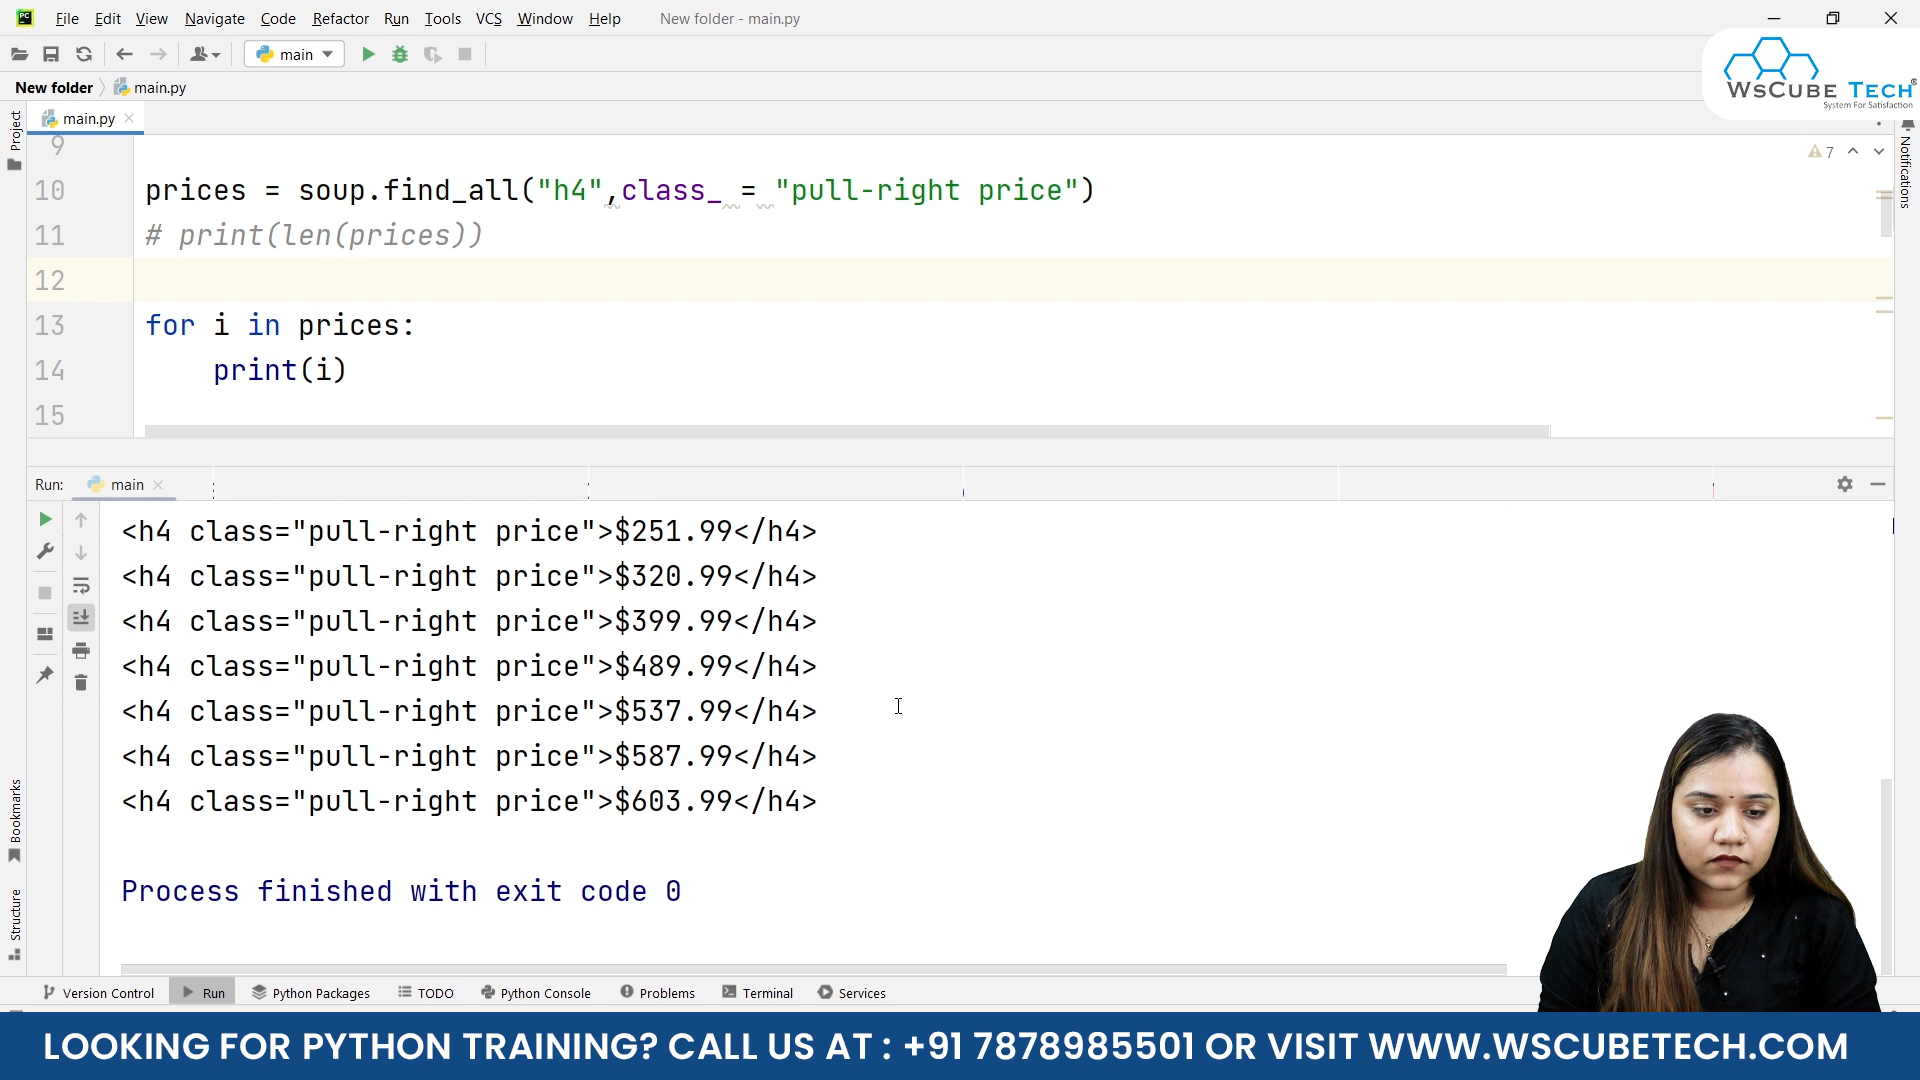 File Edit View Navigate Code Refactor Run Tools VCS Window Help New folder - main.py
main
WsCube Tech®
System For Satisfaction
New folder main.py
main.py
Project
Notifications
7
9
10 prices = soup.find_all("h4",class_ = "pull-right price")
11 # print(len(prices))
12
13 for i in prices:
14 print(i)
15
Run: main
<h4 class="pull-right price">$251.99</h4>
<h4 class="pull-right price">$320.99</h4>
<h4 class="pull-right price">$399.99</h4>
<h4 class="pull-right price">$489.99</h4>
<h4 class="pull-right price">$537.99</h4>
<h4 class="pull-right price">$587.99</h4>
<h4 class="pull-right price">$603.99</h4>
Process finished with exit code 0
Bookmarks
Structure
Version Control Run Python Packages TODO Python Console Problems Terminal Services
LOOKING FOR PYTHON TRAINING? CALL US AT : +91 7878985501 OR VISIT WWW.WSCUBETECH.COM